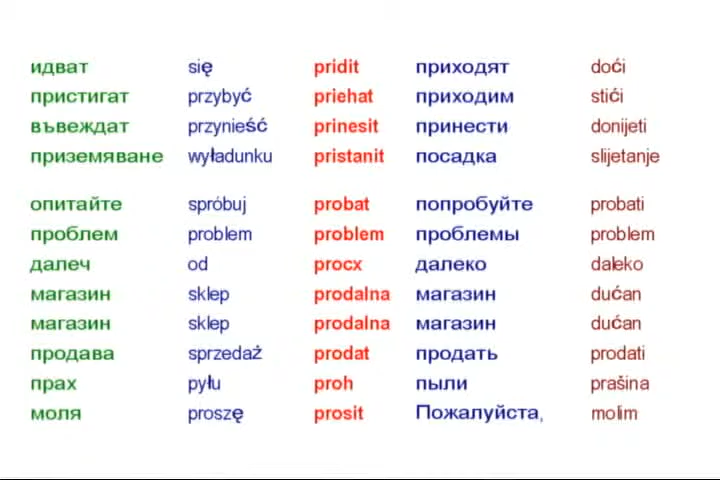 идват się pridit приходят doći
пристигат przybyć priehat приходим stići
въвеждат przynieść prinesit принести donijeti
приземяване wyładunku pristanit посадка slijetanje
опитайте spróbuj probat попробуйте probati
проблем problem problem проблемы problem
далеч od procx далеко daleko
магазин sklep prodalna магазин dućan
магазин sklep prodalna магазин dućan
продава sprzedaż prodat продать prodati
прах pyłu proh пыли prašina
моля proszę prosit Пожалуйста, molim